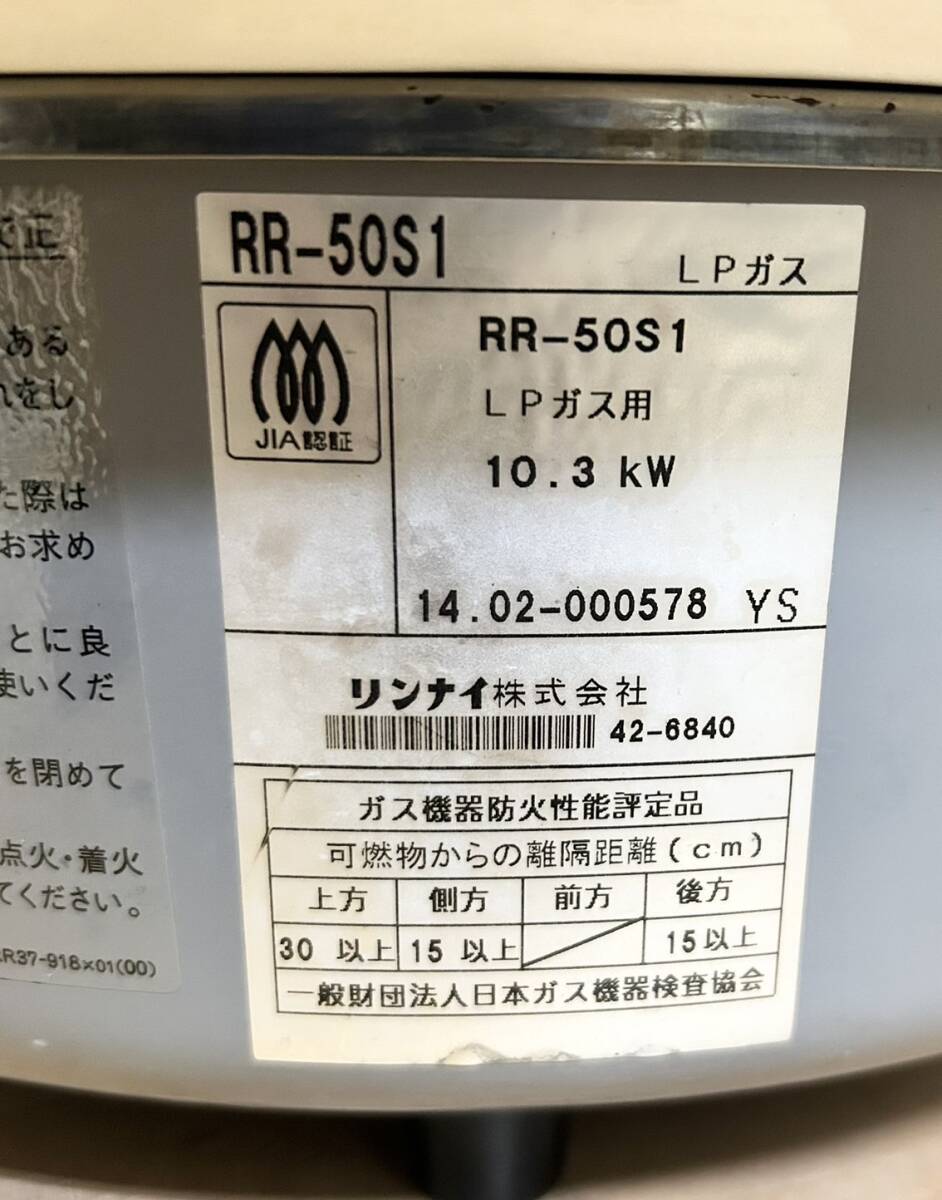 RR-50S1
LPガス
JIA認証
RR-50S1
LPガス用
10.3 kW
14.02-000578 YS
リンナイ株式会社
42-6840
ガス機器防火性能評定品
可燃物からの離隔距離(cm)
上方 側方 前方 後方
30 以上 15 以上 15以上
一般財団法人日本ガス機器検査協会
ある
れをし
た際は
お求め
とに良
使いくだ
を閉めて
点火・着火
てください。
R37-918×01(00)